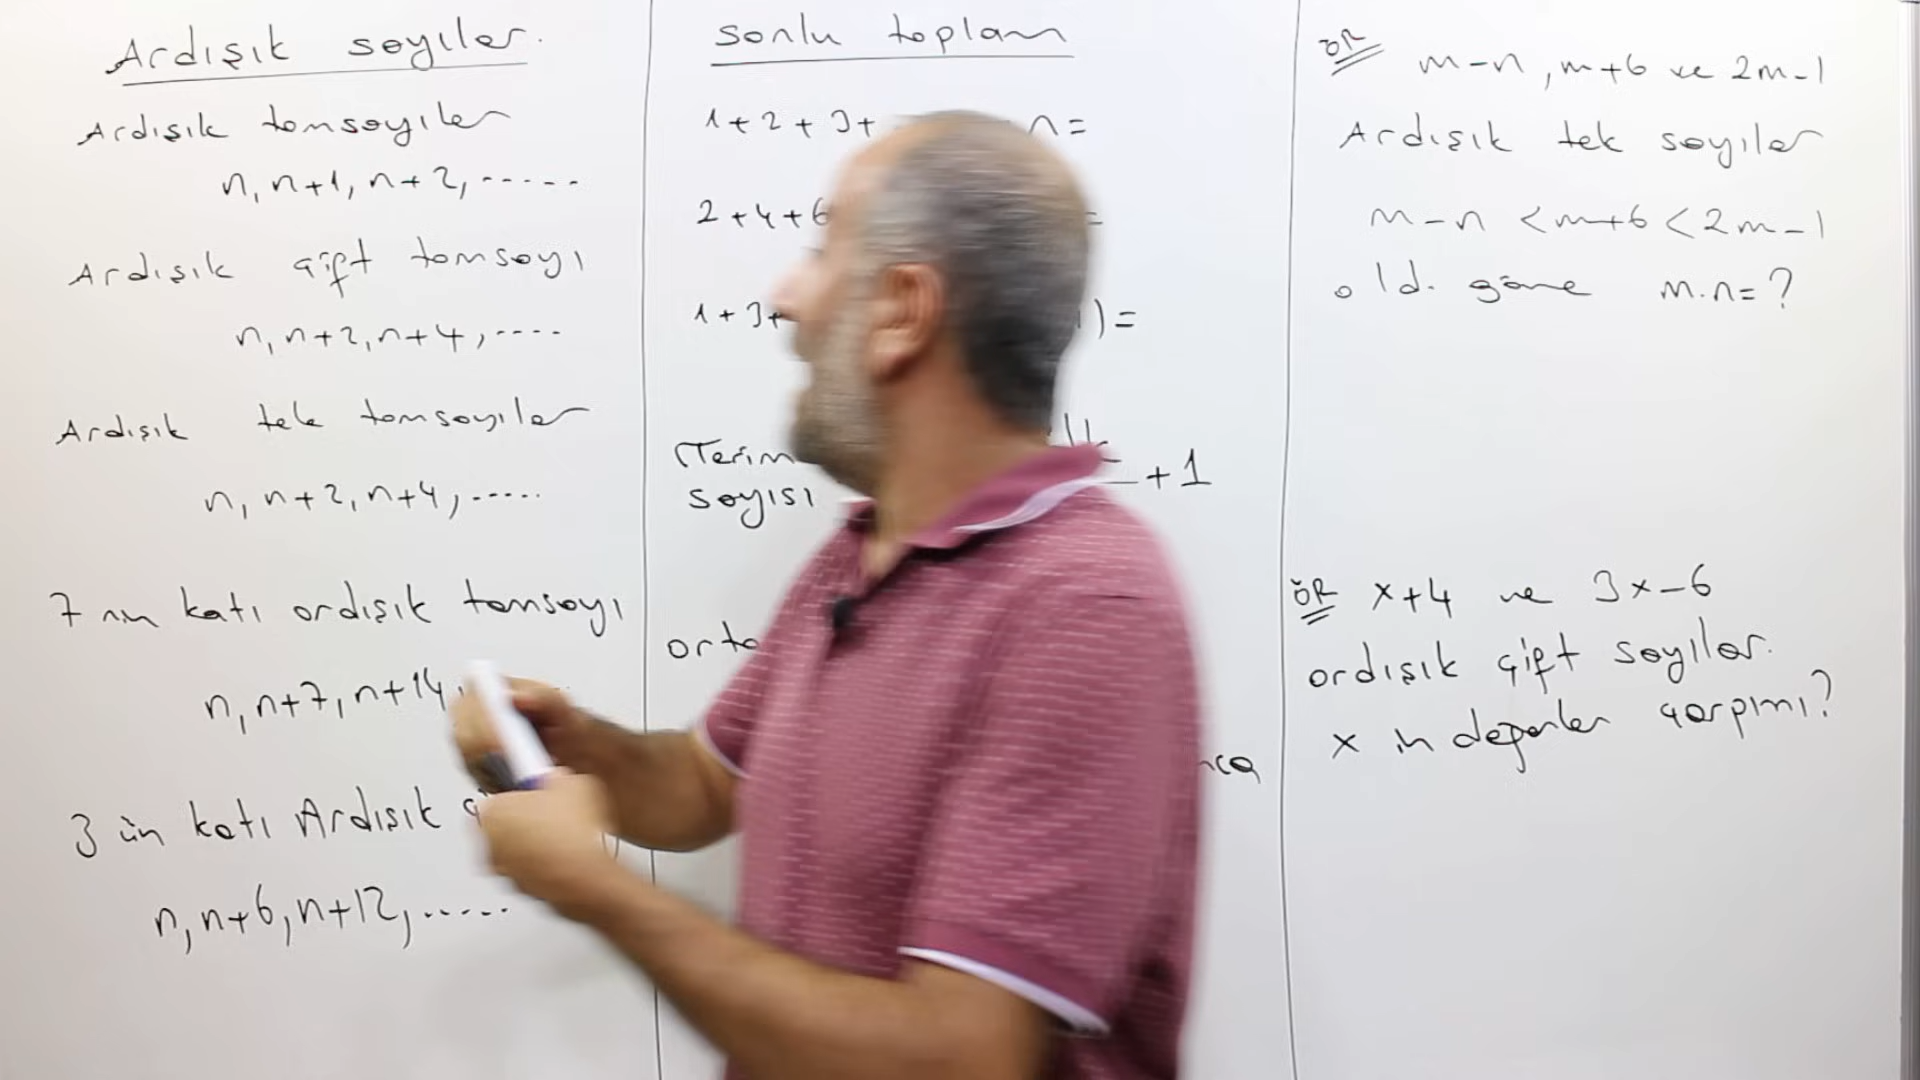 Ardışık sayılar.
Ardışık tamsayılar
n, n+1, n+2, ------
Ardışık çift tamsayı
n, n+2, n+4, ----
Ardışık tek tamsayılar
n, n+2, n+4, .....
7 nin katı ardışık tamsayı
n, n+7, n+14,
3 ün katı Ardışık
n, n+6, n+12, ......
sonlu toplam
1+2+3+ n=
2+4+6 =
1+3+ )=
Terim
sayısı +1
ÖR m-n, m+6 ve 2m-1
Ardışık tek sayılar
m-n < m+6 < 2m-1
old. göre m.n=?
ÖR x+4 ve 3x-6
ardışık çift sayılar.
x in değerler çarpımı?